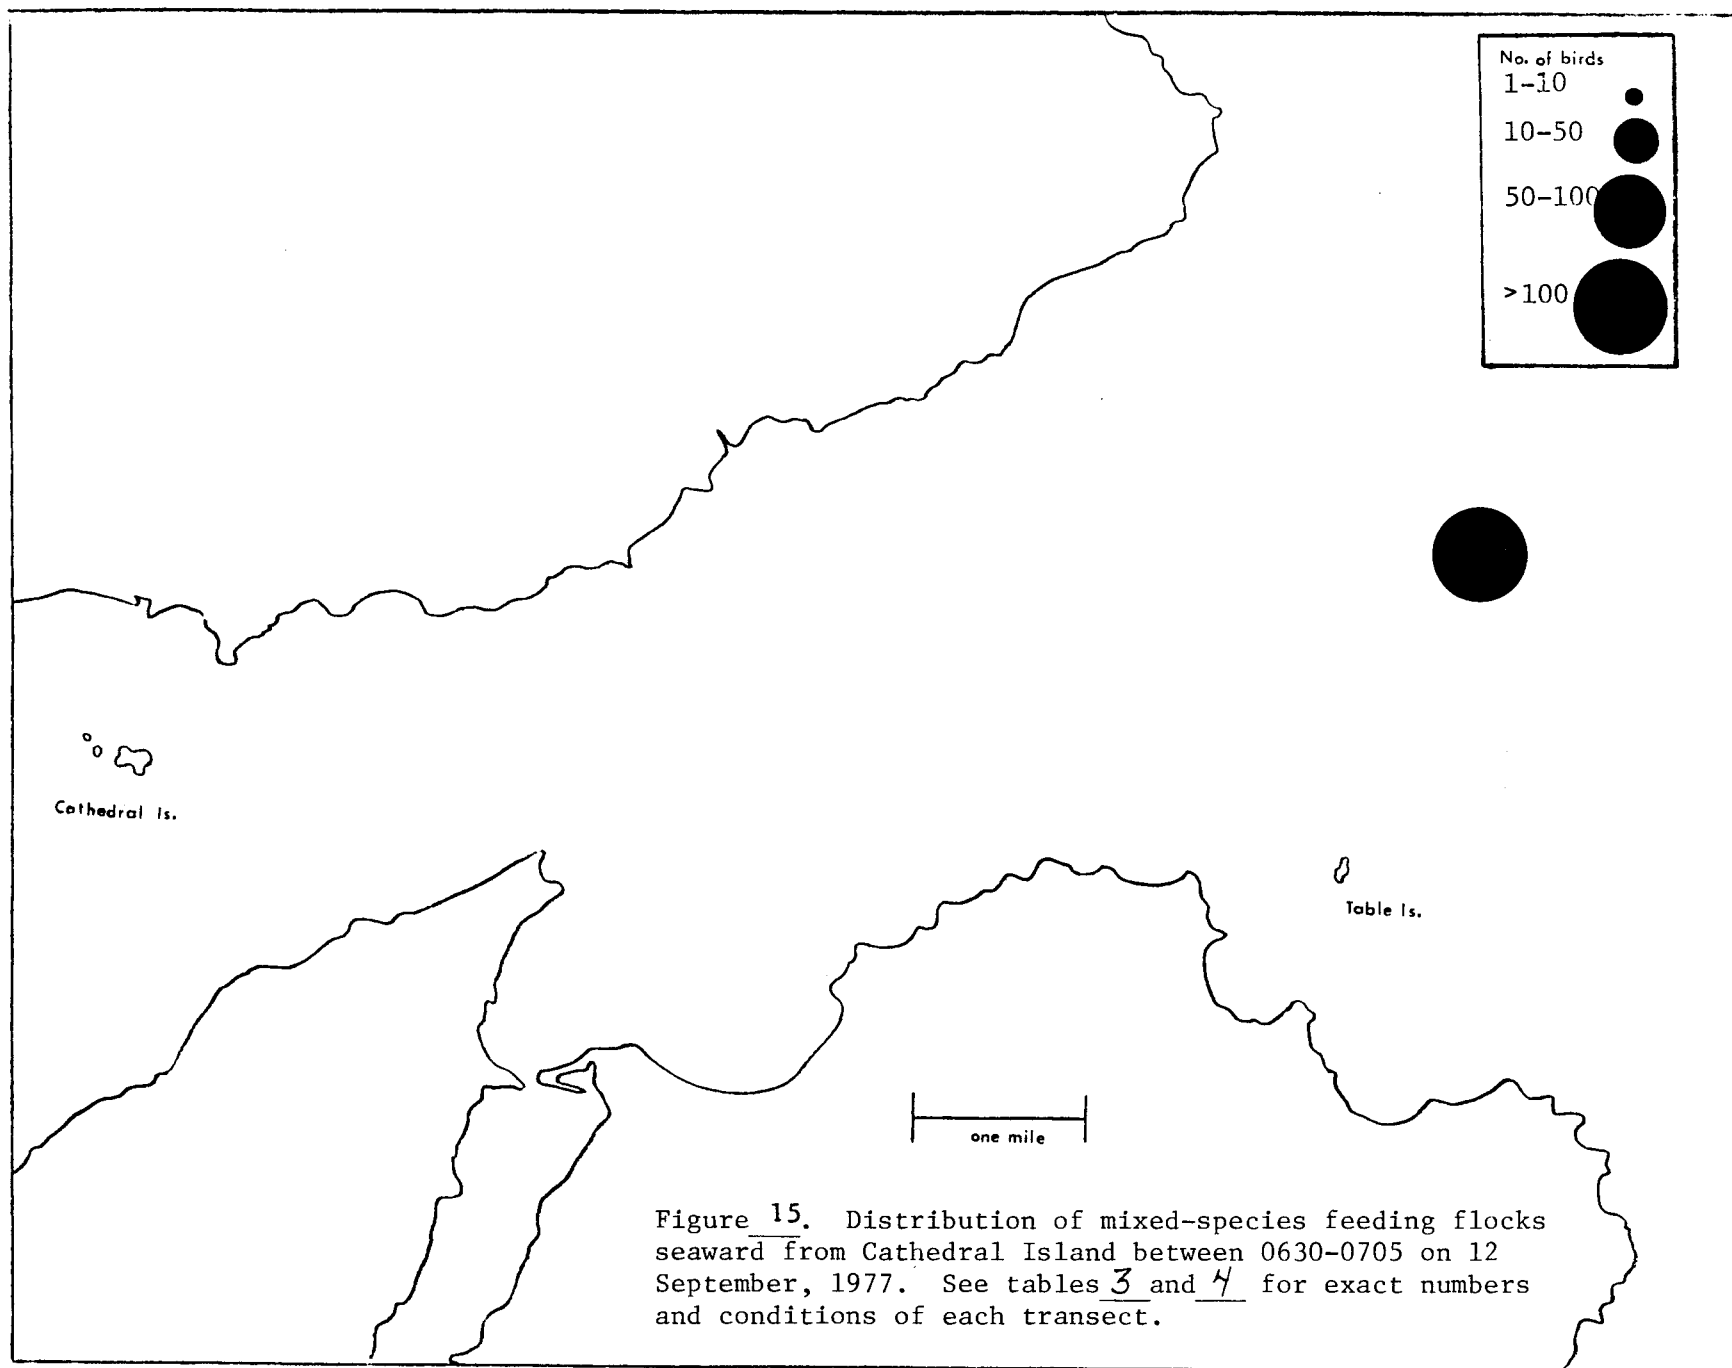 No. of birds
1-10
10-50
50-100
>100
Cathedral Is.
Table Is.
one mile
Figure 15. Distribution of mixed-species feeding flocks
seaward from Cathedral Island between 0630-0705 on 12
September, 1977. See tables 3 and 4 for exact numbers
and conditions of each transect.